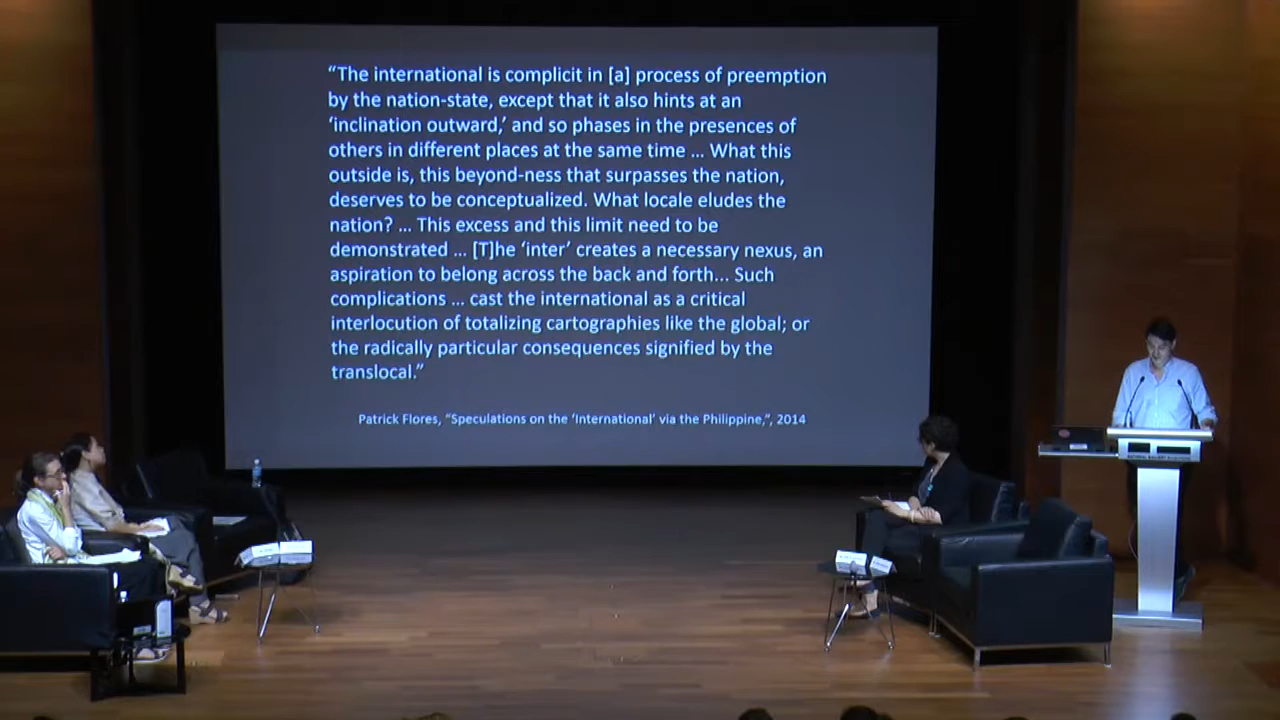 “The international is complicit in [a] process of preemption
by the nation-state, except that it also hints at an
‘inclination outward,’ and so phases in the presences of
others in different places at the same time ... What this
outside is, this beyond-ness that surpasses the nation,
deserves to be conceptualized. What locale eludes the
nation? ... This excess and this limit need to be
demonstrated ... [T]he ‘inter’ creates a necessary nexus, an
aspiration to belong across the back and forth... Such
complications ... cast the international as a critical
interlocution of totalizing cartographies like the global; or
the radically particular consequences signified by the
translocal.”
Patrick Flores, “Speculations on the ‘International’ via the Philippine,”, 2014
NATIONAL GALLERY